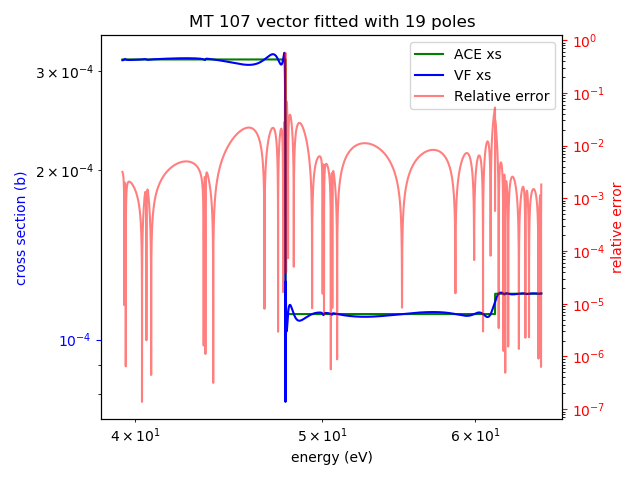 MT 107 vector fitted with 19 poles
ACE xs
VF xs
Relative error
cross section (b)
3 × 10⁻⁴
2 × 10⁻⁴
10⁻⁴
10⁰
10⁻¹
10⁻²
10⁻³
10⁻⁴
10⁻⁵
10⁻⁶
10⁻⁷
relative error
4 × 10¹
5 × 10¹
6 × 10¹
energy (eV)